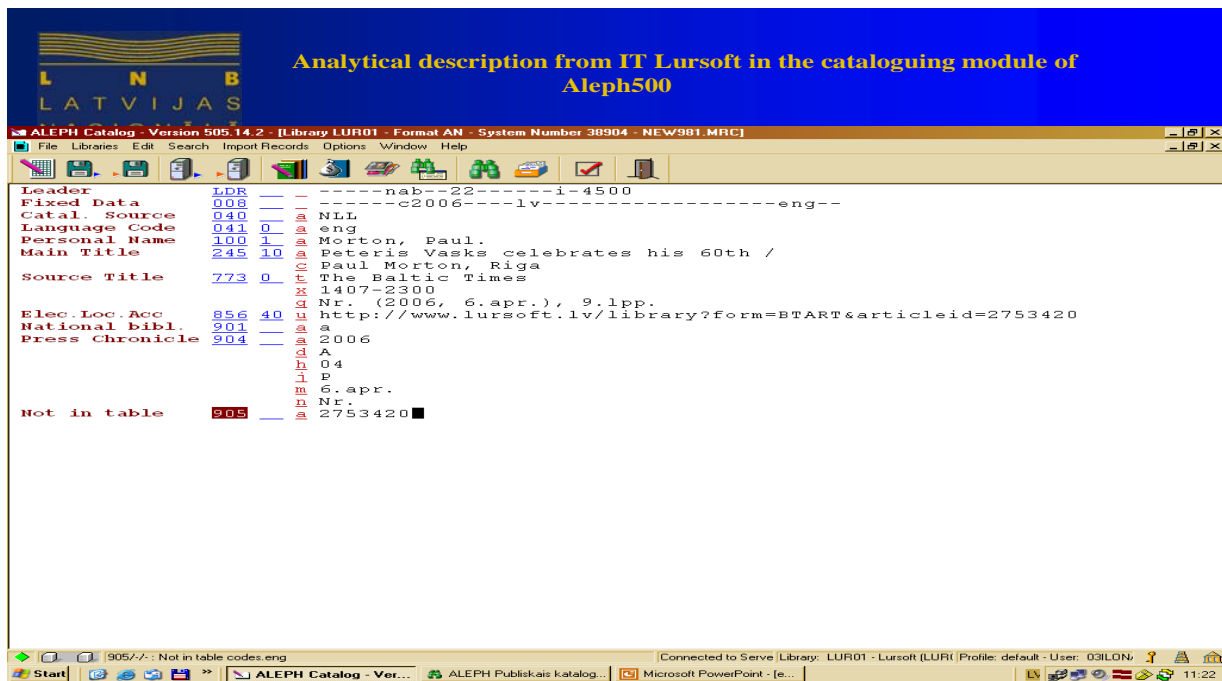 Analytical description from IT Lursoft in the cataloguing module of
Aleph500
L N B
LATVIJAS
ALEPH Catalog - Version 505.14.2 - [Library LUR01 - Format AN - System Number 38904 - NEW981.MRC]
File Libraries Edit Search Import Records Options Window Help
Leader LDR -----nab--22------i-4500
Fixed Data 008 ------c2006----lv------------------eng--
Catal. Source 040 a NLL
Language Code 041 0 a eng
Personal Name 100 1 a Morton, Paul.
Main Title 245 10 a Peteris Vasks celebrates his 60th /
c Paul Morton, Riga
Source Title 773 0 t The Baltic Times
x 1407-2300
g Nr. (2006, 6.apr.), 9.lpp.
Elec.Loc.Acc 856 40 u http://www.lursoft.lv/library?form=BTART&articleid=2753420
National bibl. 901 a a
Press Chronicle 904 a 2006
d A
h 04
j P
m 6.apr.
n Nr.
Not in table 905 a 2753420
905/-/- : Not in table codes.eng Connected to Serve Library: LUR01 - Lursoft (LUR( Profile: default - User: 03ILON
Start » ALEPH Catalog - Ver... ALEPH Publiskais katalog... Microsoft PowerPoint - [e... LV 11:22